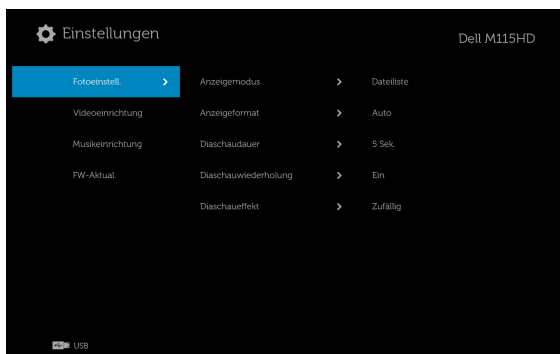 Einstellungen
Dell M115HD
Fotoeinstell. > Anzeigemodus > Dateiliste
Videoeinrichtung Anzeigeformat > Auto
Musikeinrichtung Diaschaudauer > 5 Sek.
FW-Aktual. Diaschauwiederholung > Ein
Diaschaueffekt > Zufällig
USB